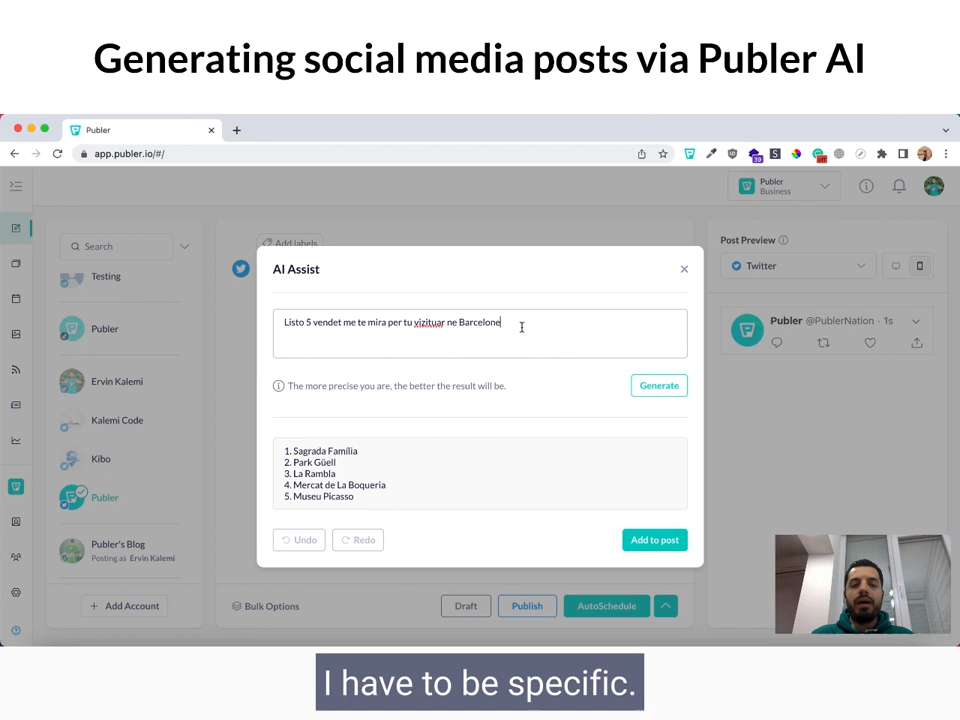 Generating social media posts via Publer AI
Publer
app.publer.io/#/
39
off
Publer
Business
Search
Add labels
Post Preview
Testing
Twitter
Publer
Publer @PublerNation · 1s
Ervin Kalemi
Kalemi Code
Kibo
Publer
Publer's Blog
Posting as Ervin Kalemi
Add Account
AI Assist
Listo 5 vendet me te mira per tu vizituar ne Barcelone
The more precise you are, the better the result will be.
Generate
1. Sagrada Família
2. Park Güell
3. La Rambla
4. Mercat de La Boqueria
5. Museu Picasso
Undo
Redo
Add to post
Bulk Options
Draft
Publish
AutoSchedule
I have to be specific.